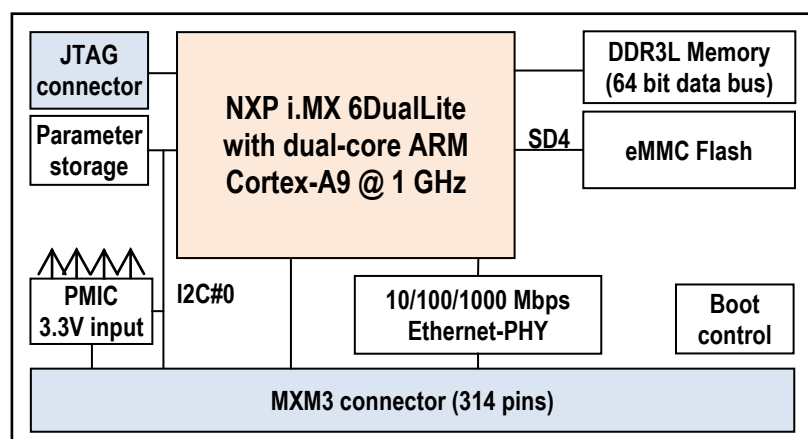 JTAG
connector
NXP i.MX 6DualLite
with dual-core ARM
Cortex-A9 @ 1 GHz
DDR3L Memory
(64 bit data bus)
Parameter
storage
SD4
eMMC Flash
PMIC
3.3V input
I2C#0
10/100/1000 Mbps
Ethernet-PHY
Boot
control
MXM3 connector (314 pins)